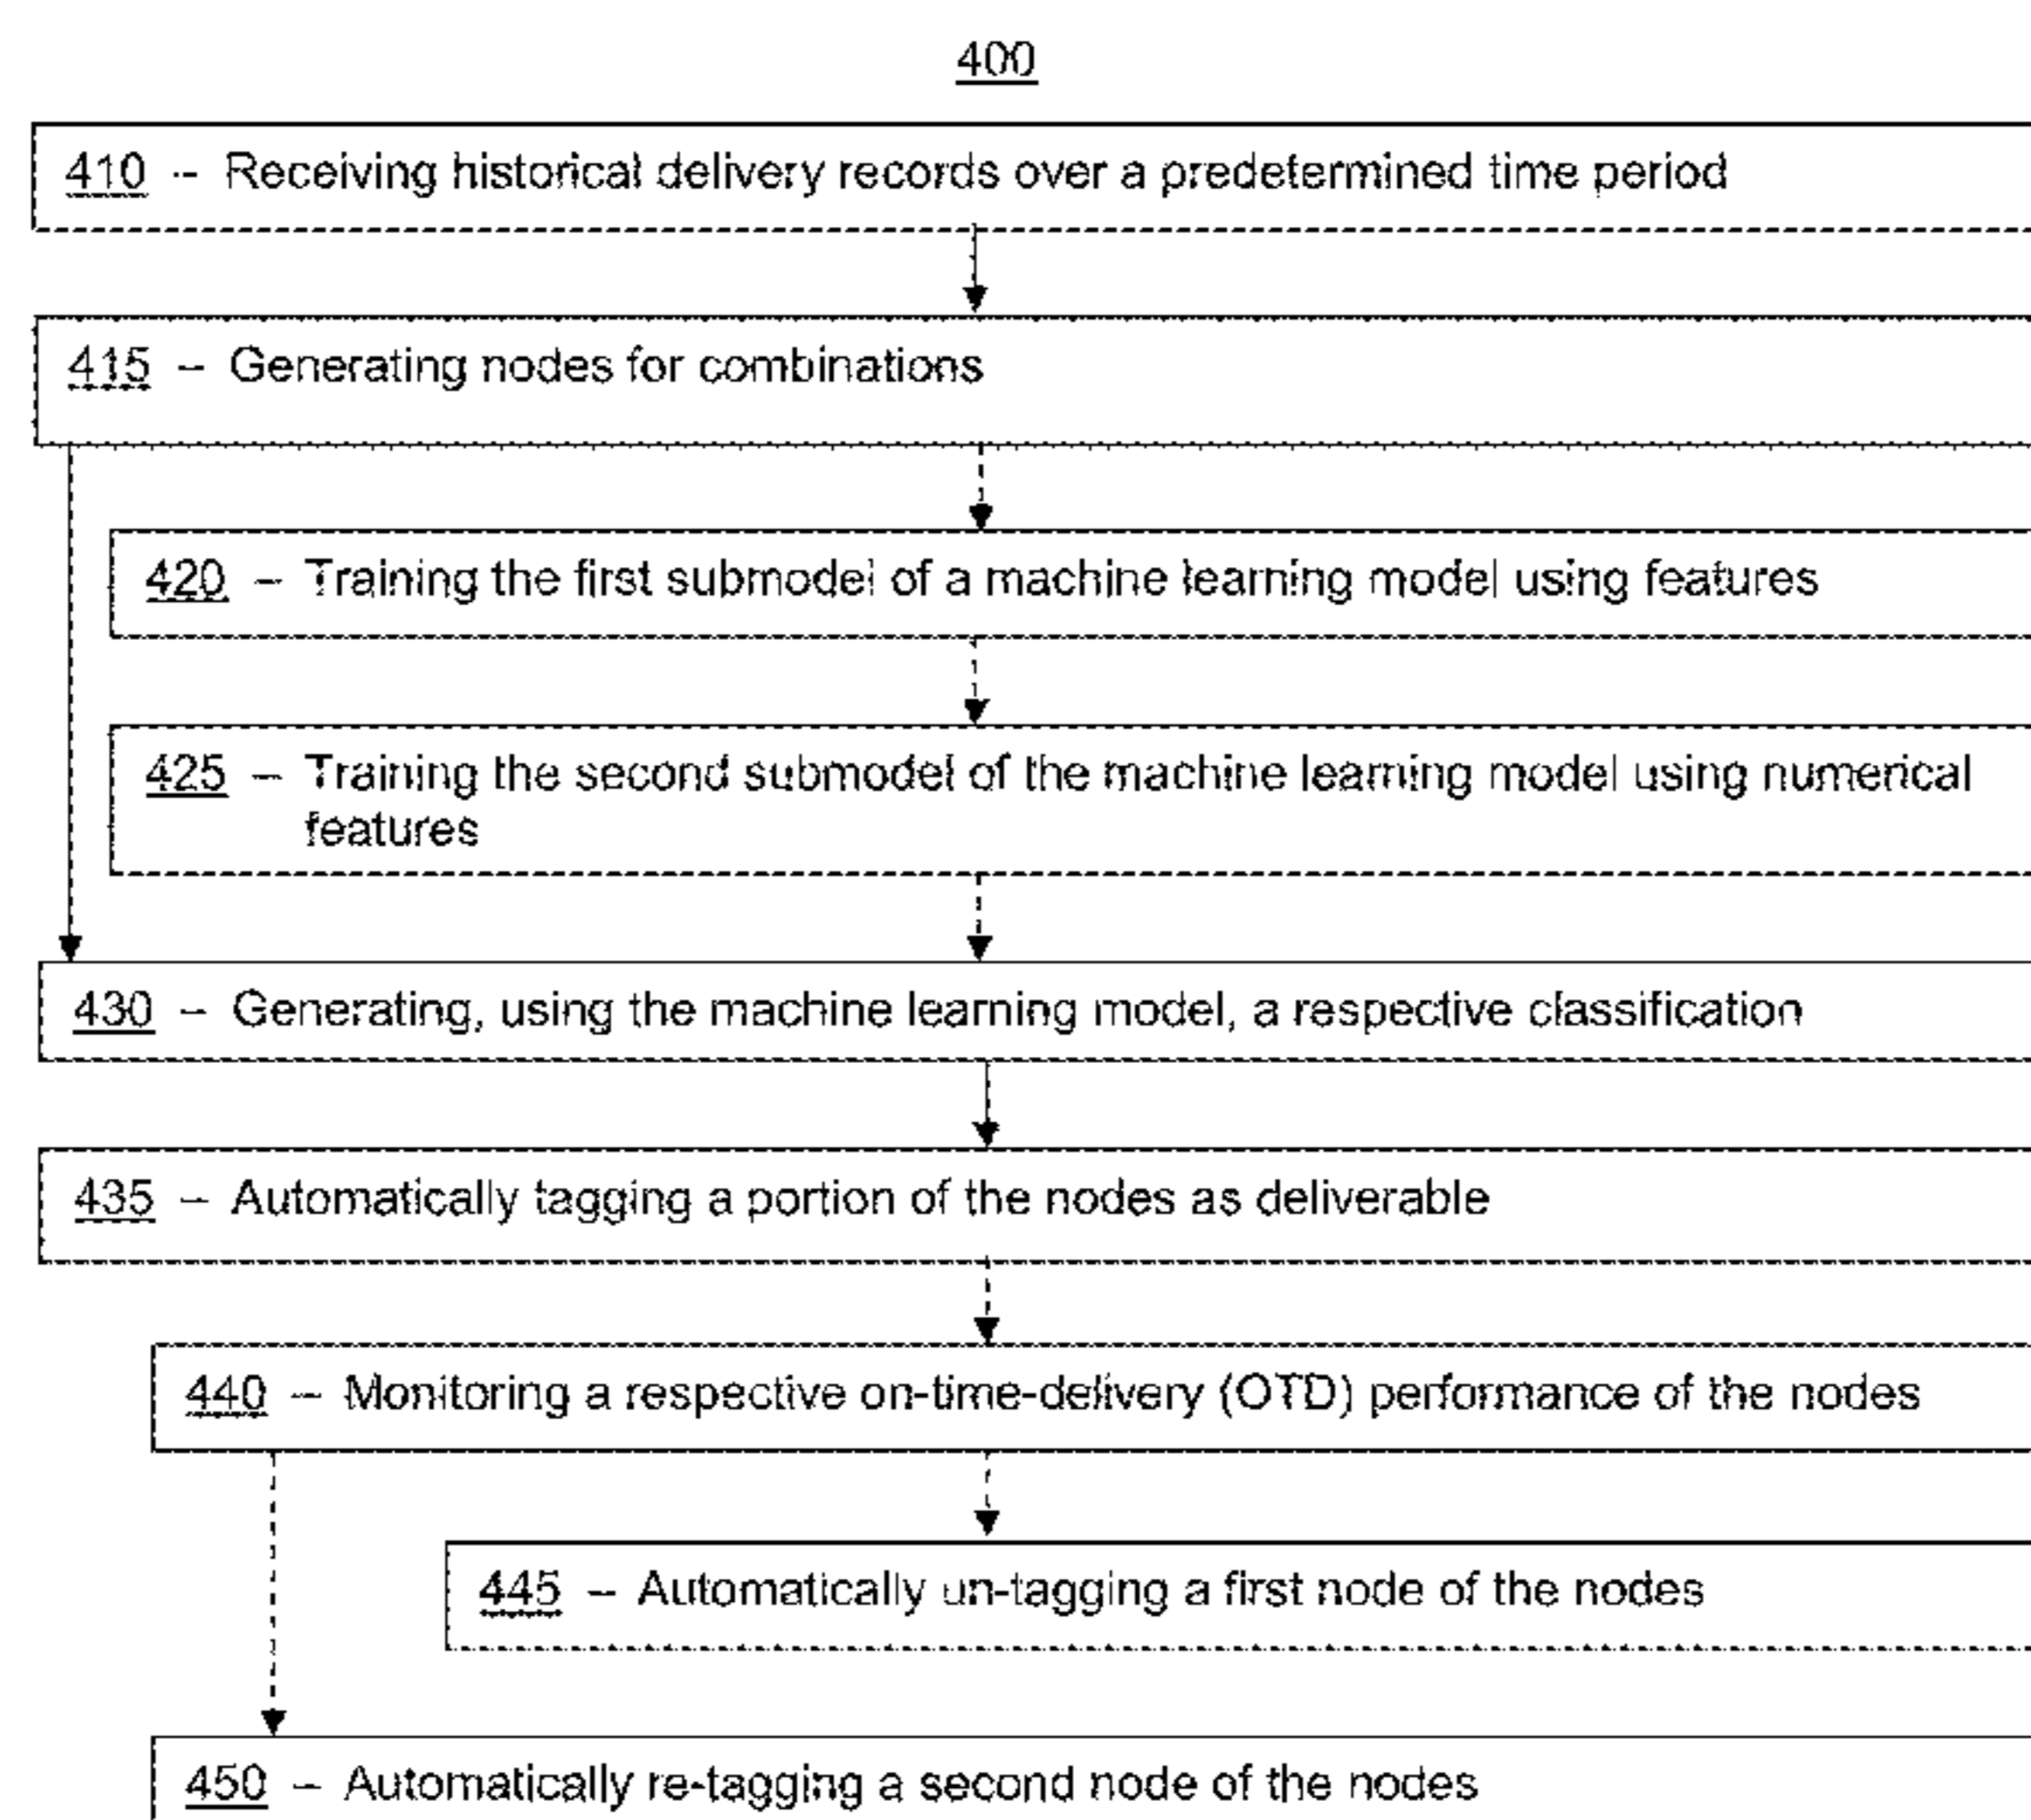 400
410 – Receiving historical delivery records over a predetermined time period
415 – Generating nodes for combinations
420 – Training the first submodel of a machine learning model using features
425 – Training the second submodel of the machine learning model using numerical
features
430 – Generating, using the machine learning model, a respective classification
435 – Automatically tagging a portion of the nodes as deliverable
440 – Monitoring a respective on-time-delivery (OTD) performance of the nodes
445 – Automatically un-tagging a first node of the nodes
450 – Automatically re-tagging a second node of the nodes